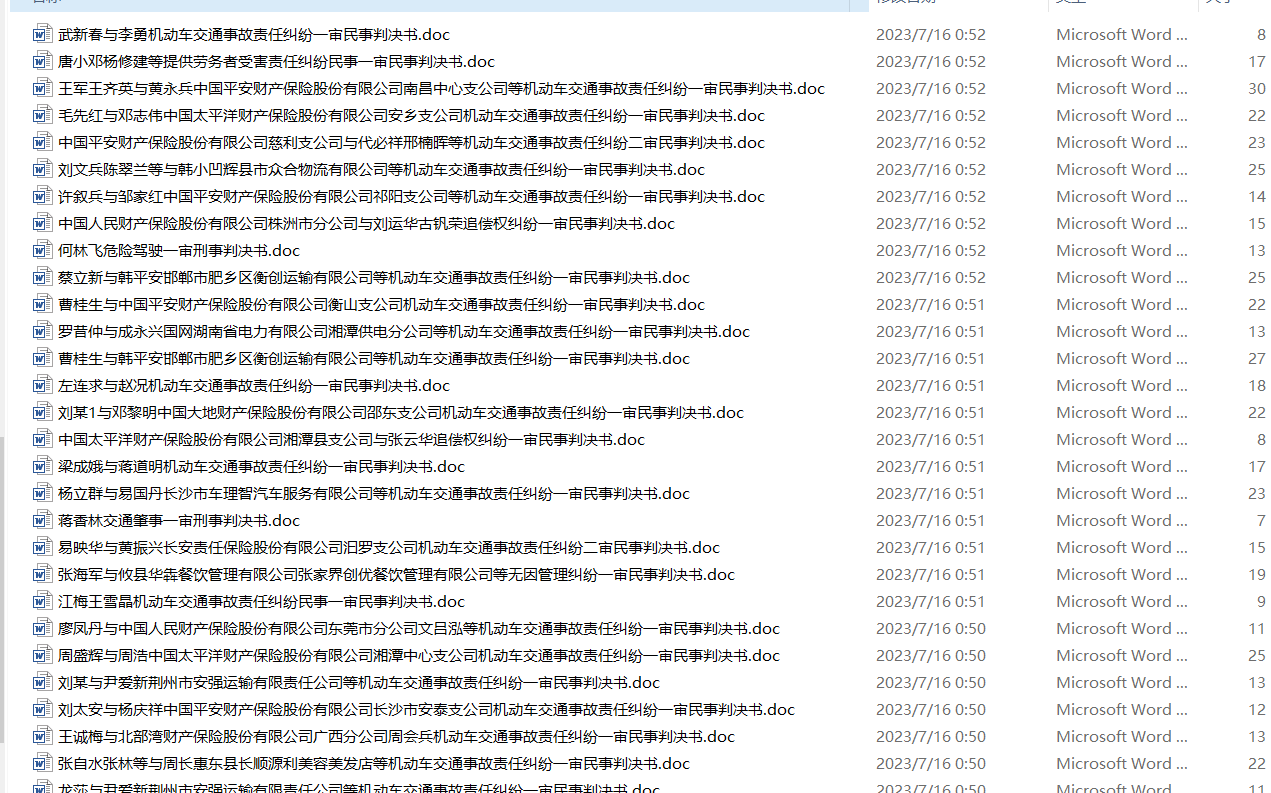 武新春与李勇机动车交通事故责任纠纷一审民事判决书.doc 2023/7/16 0:52 Microsoft Word ... 8
唐小邓杨修建等提供劳务者受害责任纠纷民事一审民事判决书.doc 2023/7/16 0:52 Microsoft Word ... 17
王军王齐英与黄永兵中国平安财产保险股份有限公司南昌中心支公司等机动车交通事故责任纠纷一审民事判决书.doc 2023/7/16 0:52 Microsoft Word ... 30
毛先红与邓志伟中国太平洋财产保险股份有限公司安乡支公司机动车交通事故责任纠纷一审民事判决书.doc 2023/7/16 0:52 Microsoft Word ... 22
中国平安财产保险股份有限公司慈利支公司与代必祥邢楠晖等机动车交通事故责任纠纷二审民事判决书.doc 2023/7/16 0:52 Microsoft Word ... 23
刘文兵陈翠兰等与韩小凹辉县市众合物流有限公司等机动车交通事故责任纠纷一审民事判决书.doc 2023/7/16 0:52 Microsoft Word ... 25
许叙兵与邹家红中国平安财产保险股份有限公司祁阳支公司等机动车交通事故责任纠纷一审民事判决书.doc 2023/7/16 0:52 Microsoft Word ... 14
中国人民财产保险股份有限公司株洲市分公司与刘运华古钒荣追偿权纠纷一审民事判决书.doc 2023/7/16 0:52 Microsoft Word ... 15
何林飞危险驾驶一审刑事判决书.doc 2023/7/16 0:52 Microsoft Word ... 13
蔡立新与韩平安邯郸市肥乡区衡创运输有限公司等机动车交通事故责任纠纷一审民事判决书.doc 2023/7/16 0:52 Microsoft Word ... 25
曹桂生与中国平安财产保险股份有限公司衡山支公司机动车交通事故责任纠纷一审民事判决书.doc 2023/7/16 0:51 Microsoft Word ... 22
罗昔仲与成永兴国网湖南省电力有限公司湘潭供电分公司等机动车交通事故责任纠纷一审民事判决书.doc 2023/7/16 0:51 Microsoft Word ... 13
曹桂生与韩平安邯郸市肥乡区衡创运输有限公司等机动车交通事故责任纠纷一审民事判决书.doc 2023/7/16 0:51 Microsoft Word ... 27
左连求与赵况机动车交通事故责任纠纷一审民事判决书.doc 2023/7/16 0:51 Microsoft Word ... 18
刘某1与邓黎明中国大地财产保险股份有限公司邵东支公司机动车交通事故责任纠纷一审民事判决书.doc 2023/7/16 0:51 Microsoft Word ... 22
中国太平洋财产保险股份有限公司湘潭县支公司与张云华追偿权纠纷一审民事判决书.doc 2023/7/16 0:51 Microsoft Word ... 8
梁成娥与蒋道明机动车交通事故责任纠纷一审民事判决书.doc 2023/7/16 0:51 Microsoft Word ... 17
杨立群与易国丹长沙市车理智汽车服务有限公司等机动车交通事故责任纠纷一审民事判决书.doc 2023/7/16 0:51 Microsoft Word ... 23
蒋香林交通肇事一审刑事判决书.doc 2023/7/16 0:51 Microsoft Word ... 7
易映华与黄振兴长安责任保险股份有限公司汨罗支公司机动车交通事故责任纠纷二审民事判决书.doc 2023/7/16 0:51 Microsoft Word ... 15
张海军与攸县华犇餐饮管理有限公司张家界创优餐饮管理有限公司等无因管理纠纷一审民事判决书.doc 2023/7/16 0:51 Microsoft Word ... 19
江梅王雪晶机动车交通事故责任纠纷民事一审民事判决书.doc 2023/7/16 0:51 Microsoft Word ... 9
廖凤丹与中国人民财产保险股份有限公司东莞市分公司文吕泓等机动车交通事故责任纠纷一审民事判决书.doc 2023/7/16 0:50 Microsoft Word ... 11
周盛辉与周浩中国太平洋财产保险股份有限公司湘潭中心支公司机动车交通事故责任纠纷一审民事判决书.doc 2023/7/16 0:50 Microsoft Word ... 25
刘某与尹爱新荆州市安强运输有限责任公司等机动车交通事故责任纠纷一审民事判决书.doc 2023/7/16 0:50 Microsoft Word ... 13
刘太安与杨庆祥中国平安财产保险股份有限公司长沙市安泰支公司机动车交通事故责任纠纷一审民事判决书.doc 2023/7/16 0:50 Microsoft Word ... 12
王诚梅与北部湾财产保险股份有限公司广西分公司周会兵机动车交通事故责任纠纷一审民事判决书.doc 2023/7/16 0:50 Microsoft Word ... 13
张自水张林等与周长惠东县长顺源利美容美发店等机动车交通事故责任纠纷一审民事判决书.doc 2023/7/16 0:50 Microsoft Word ... 22
龙莎与尹爱新荆州市安强运输有限责任公司等机动车交通事故责任纠纷一审民事判决书.doc 2023/7/16 0:50 Microsoft Word ... 11